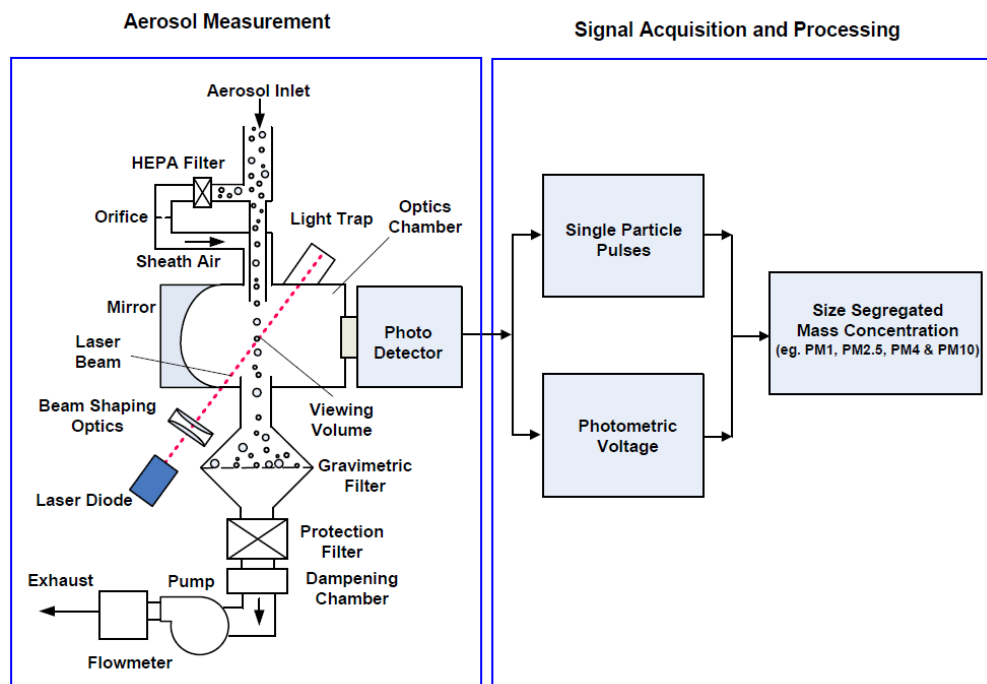 Aerosol Measurement
Signal Acquisition and Processing
Aerosol Inlet
HEPA Filter
Orifice
Sheath Air
Light Trap
Optics
Chamber
Mirror
Laser
Beam
Photo
Detector
Beam Shaping
Optics
Viewing
Volume
Laser Diode
Gravimetric
Filter
Protection
Filter
Dampening
Chamber
Exhaust
Pump
Flowmeter
Single Particle
Pulses
Photometric
Voltage
Size Segregated
Mass Concentration
(eg. PM1, PM2.5, PM4 & PM10)